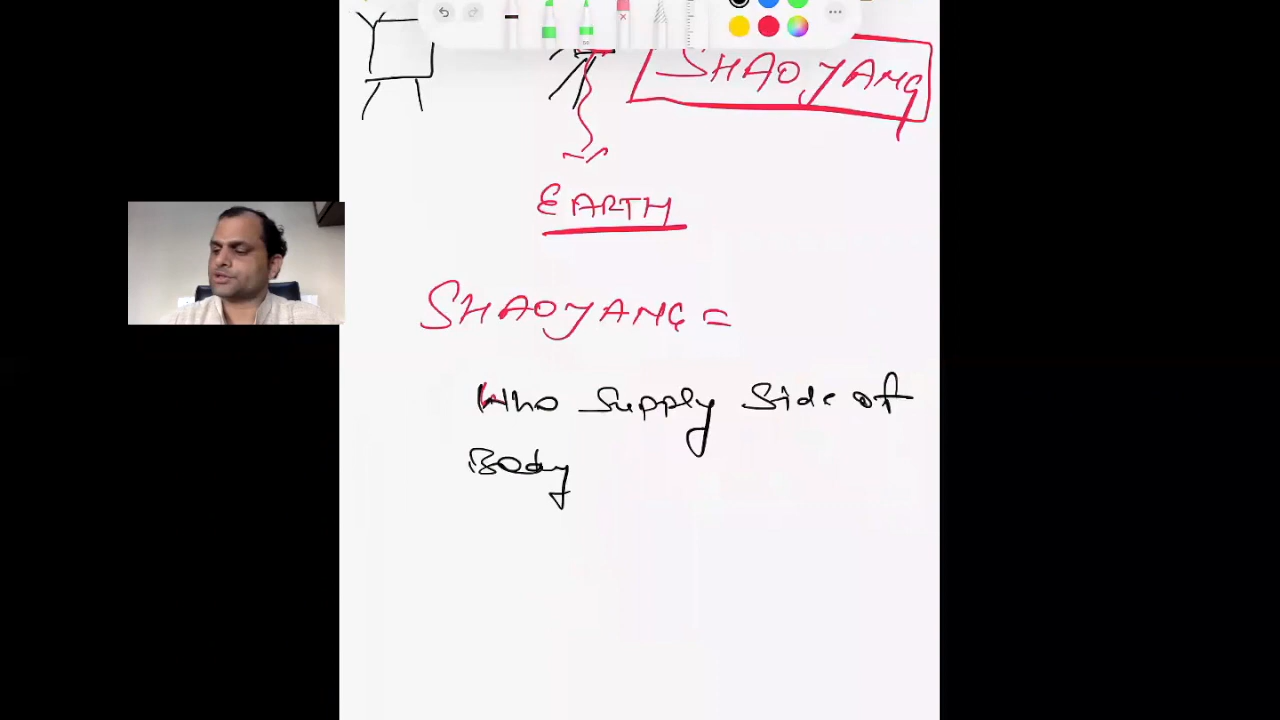 SHAOYANG
EARTH
SHAOYANG =
Who Supply Side of
Body